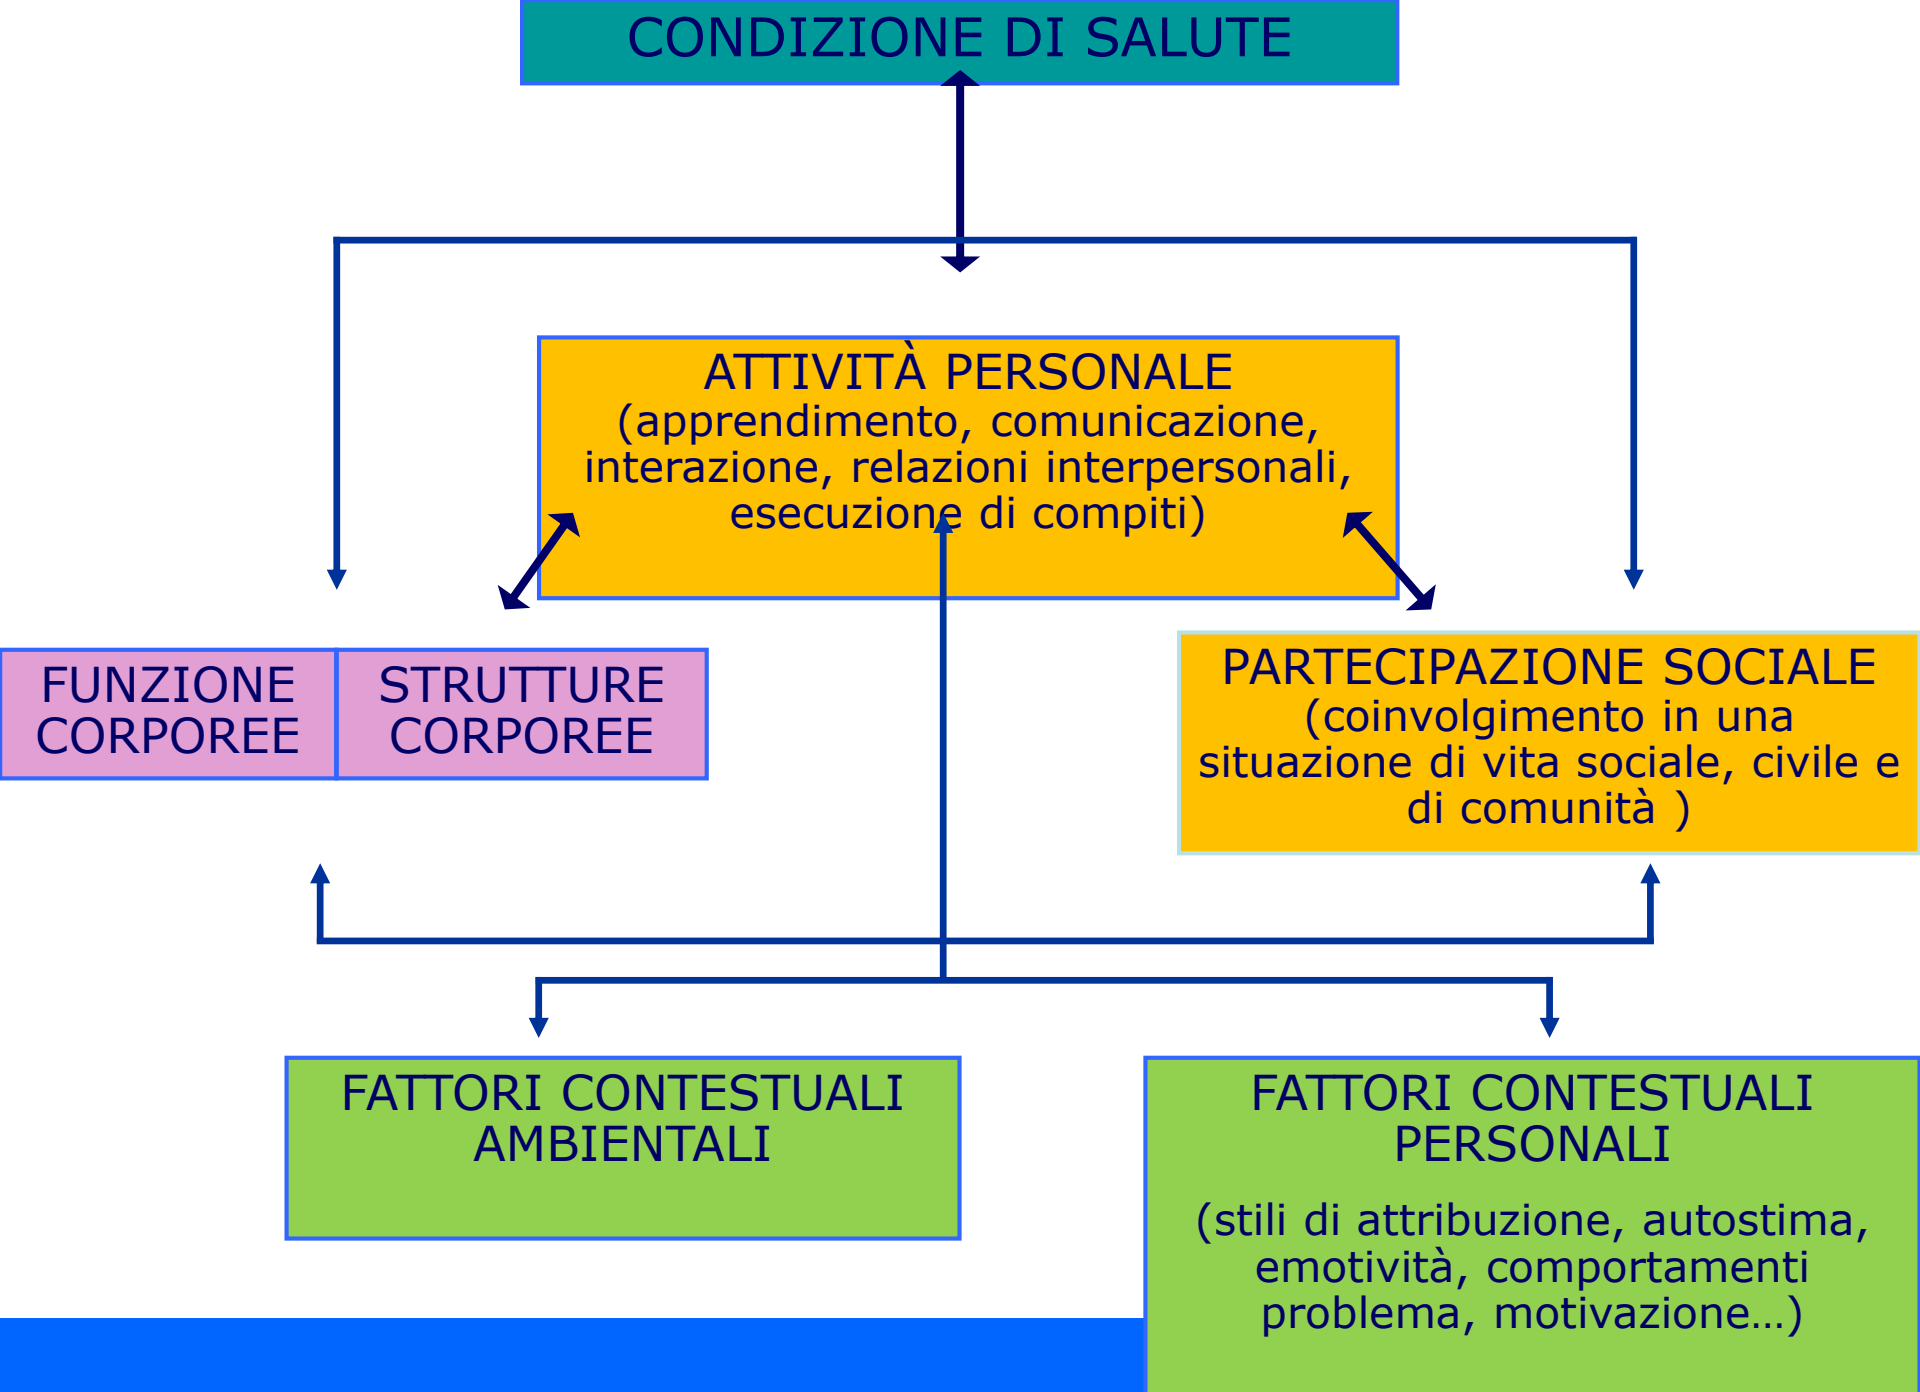 CONDIZIONE DI SALUTE
ATTIVITÀ PERSONALE
(apprendimento, comunicazione,
interazione, relazioni interpersonali,
esecuzione di compiti)
FUNZIONE
CORPOREE
STRUTTURE
CORPOREE
PARTECIPAZIONE SOCIALE
(coinvolgimento in una
situazione di vita sociale, civile e
di comunità )
FATTORI CONTESTUALI
AMBIENTALI
FATTORI CONTESTUALI
PERSONALI
(stili di attribuzione, autostima,
emotività, comportamenti
problema, motivazione…)